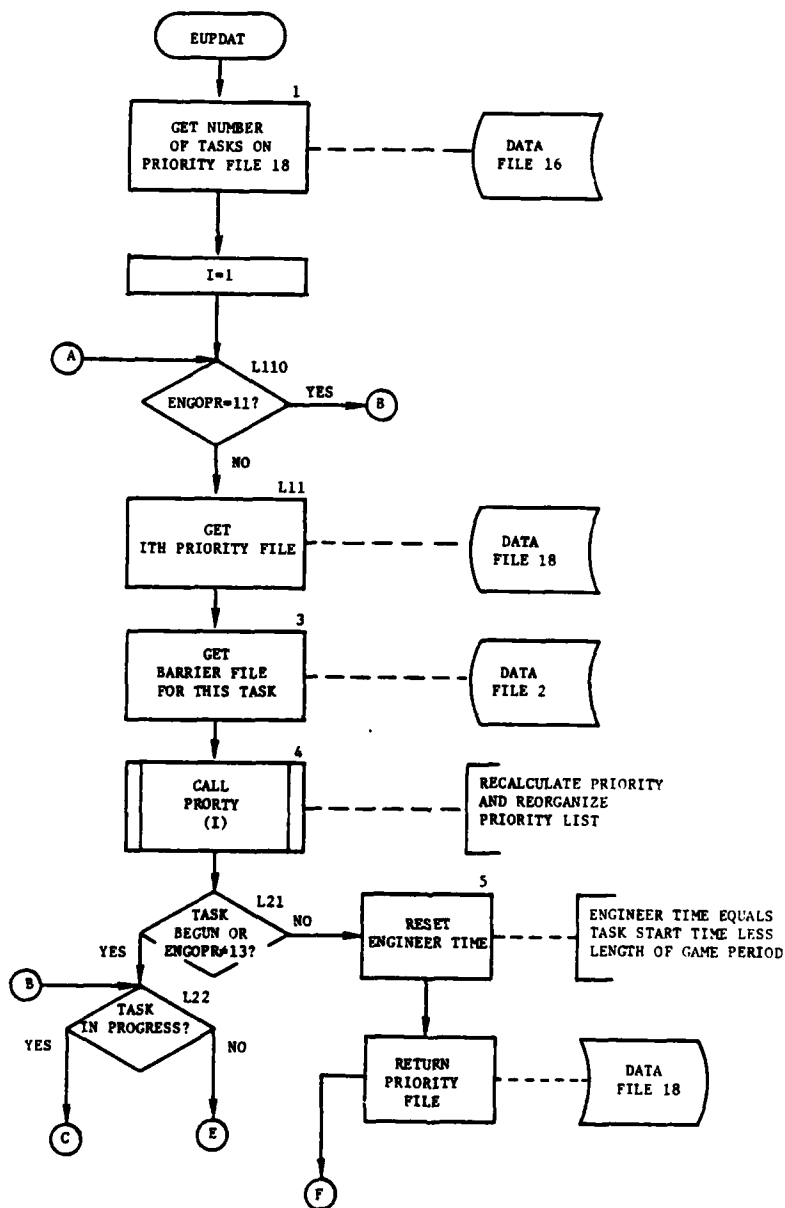 EUPDAT
1
GET NUMBER
OF TASKS ON
PRIORITY FILE 18
DATA
FILE 16
I=1
A
L110
ENGOPR=11?
YES
B
NO
L11
GET
ITH PRIORITY FILE
DATA
FILE 18
3
GET
BARRIER FILE
FOR THIS TASK
DATA
FILE 2
4
CALL
PRORTY
(I)
RECALCULATE PRIORITY
AND REORGANIZE
PRIORITY LIST
L21
TASK
BEGUN OR
ENGOPR≠13?
NO
YES
5
RESET
ENGINEER TIME
ENGINEER TIME EQUALS
TASK START TIME LESS
LENGTH OF GAME PERIOD
B
L22
TASK
IN PROGRESS?
YES
NO
RETURN
PRIORITY
FILE
DATA
FILE 18
C
E
F